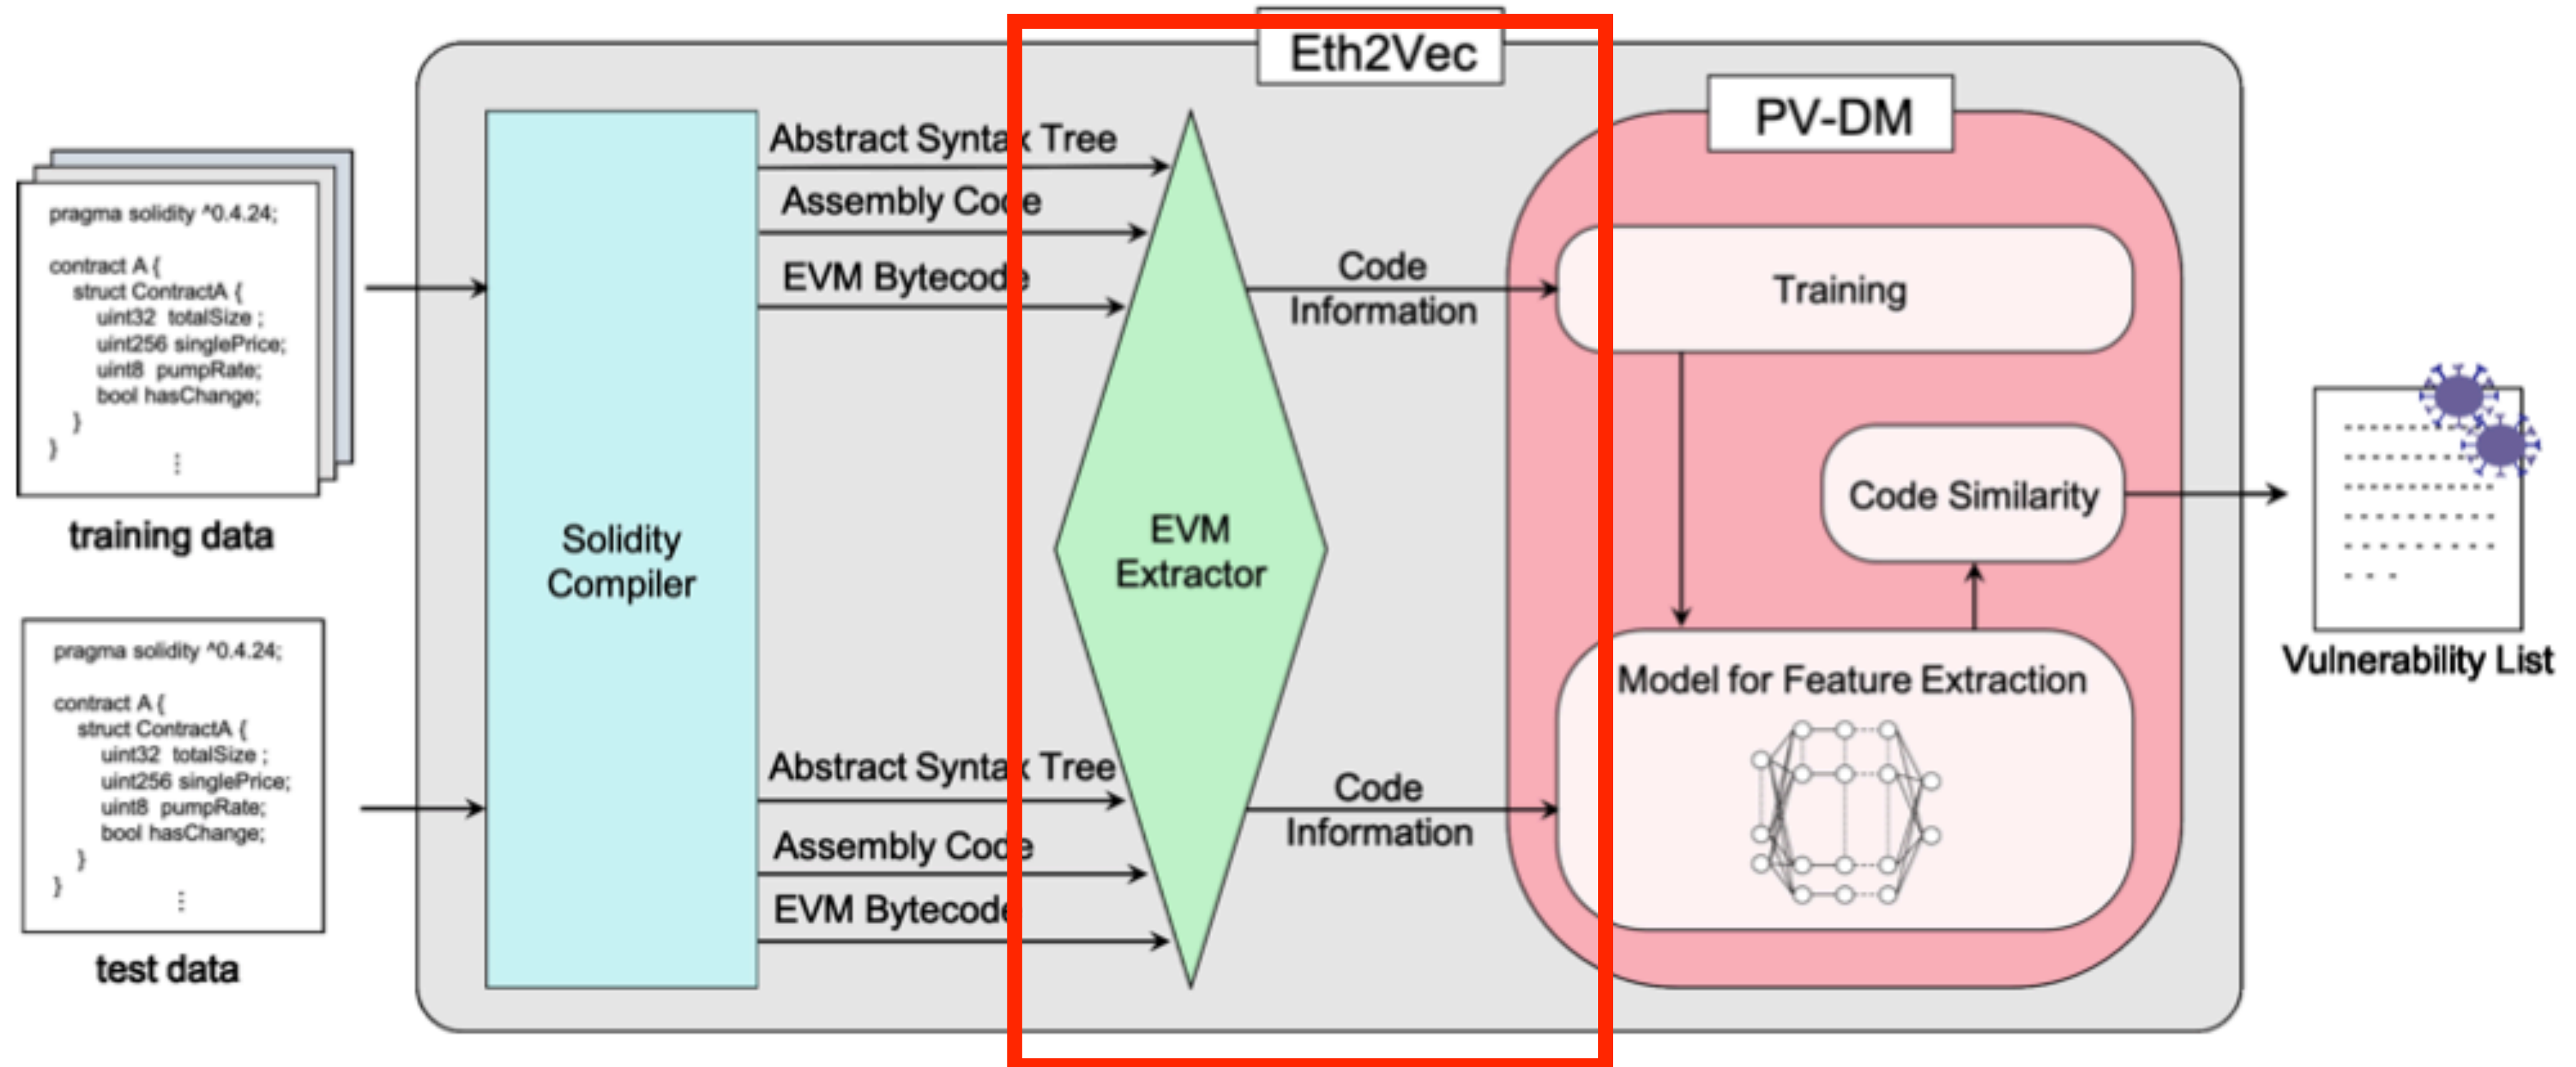 Eth2Vec
PV-DM
pragma solidity ^0.4.24;
contract A {
struct ContractA {
uint32 totalSize ;
uint256 singlePrice;
uint8 pumpRate;
bool hasChange;
}
}
⋮
training data
pragma solidity ^0.4.24;
contract A {
struct ContractA {
uint32 totalSize ;
uint256 singlePrice;
uint8 pumpRate;
bool hasChange;
}
}
⋮
test data
Solidity
Compiler
Abstract Syntax Tree
Assembly Code
EVM Bytecode
Abstract Syntax Tree
Assembly Code
EVM Bytecode
EVM
Extractor
Code
Information
Code
Information
Training
Code Similarity
Model for Feature Extraction
Vulnerability List